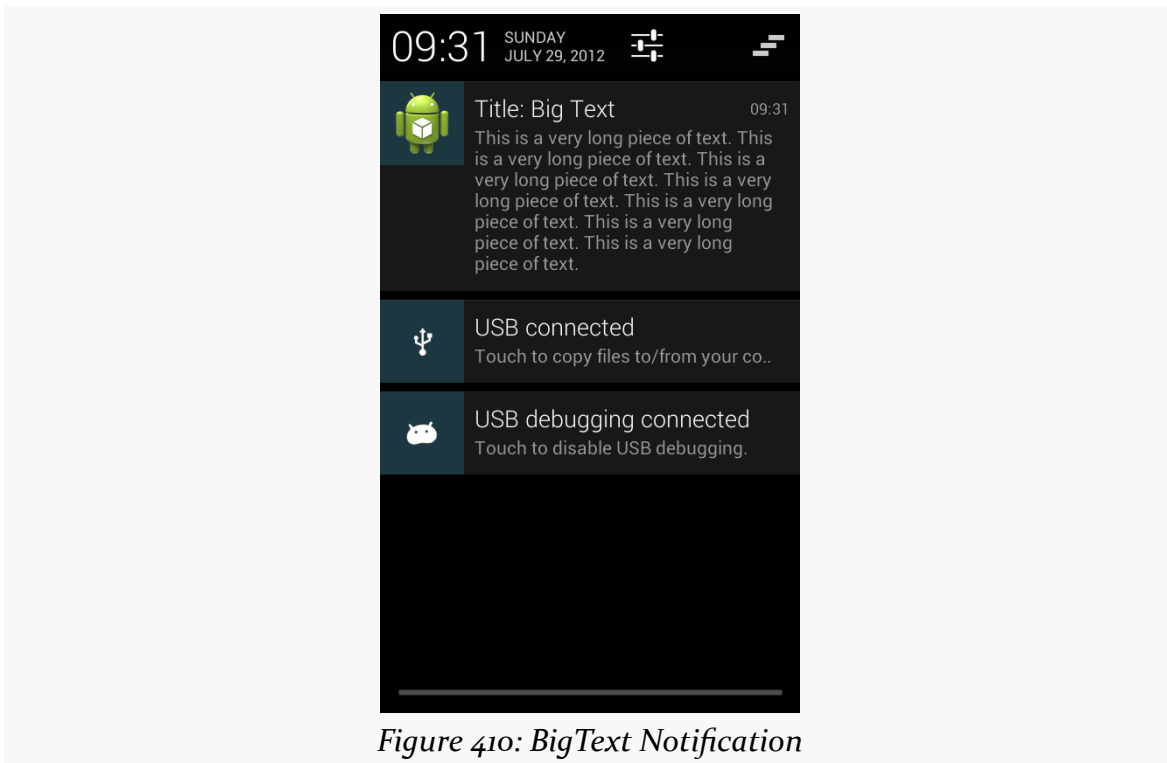 09:31 SUNDAY
JULY 29, 2012
Title: Big Text 09:31
This is a very long piece of text. This
is a very long piece of text. This is a
very long piece of text. This is a very
long piece of text. This is a very long
piece of text. This is a very long
piece of text. This is a very long
piece of text.
USB connected
Touch to copy files to/from your co..
USB debugging connected
Touch to disable USB debugging.
Figure 410: BigText Notification